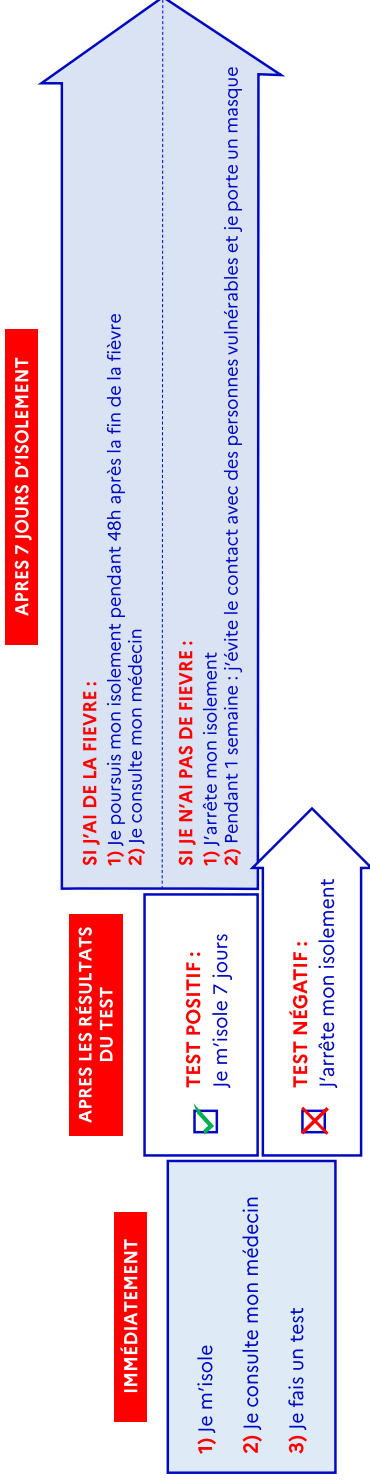 IMMÉDIATEMENT
1) Je m'isole
2) Je consulte mon médecin
3) Je fais un test
APRES LES RÉSULTATS
DU TEST
TEST POSITIF :
Je m'isole 7 jours
TEST NÉGATIF :
J'arrête mon isolement
APRES 7 JOURS D'ISOLEMENT
SI J'AI DE LA FIEVRE :
1) Je poursuis mon isolement pendant 48h après la fin de la fièvre
2) Je consulte mon médecin
SI JE N'AI PAS DE FIEVRE :
1) J'arrête mon isolement
2) Pendant 1 semaine : j'évite le contact avec des personnes vulnérables et je porte un masque